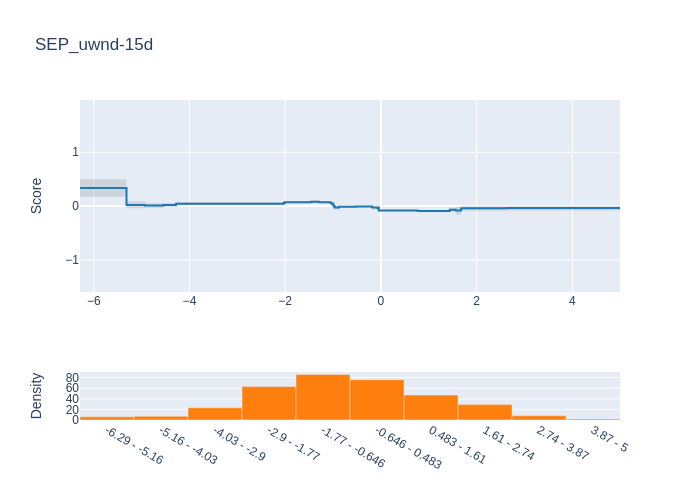 SEP_uwnd-15d
Score
1
0
−1
−6
−4
−2
0
2
4
Density
80
60
40
20
0
-6.29 - -5.16
-5.16 - -4.03
-4.03 - -2.9
-2.9 - -1.77
-1.77 - -0.646
-0.646 - 0.483
0.483 - 1.61
1.61 - 2.74
2.74 - 3.87
3.87 - 5